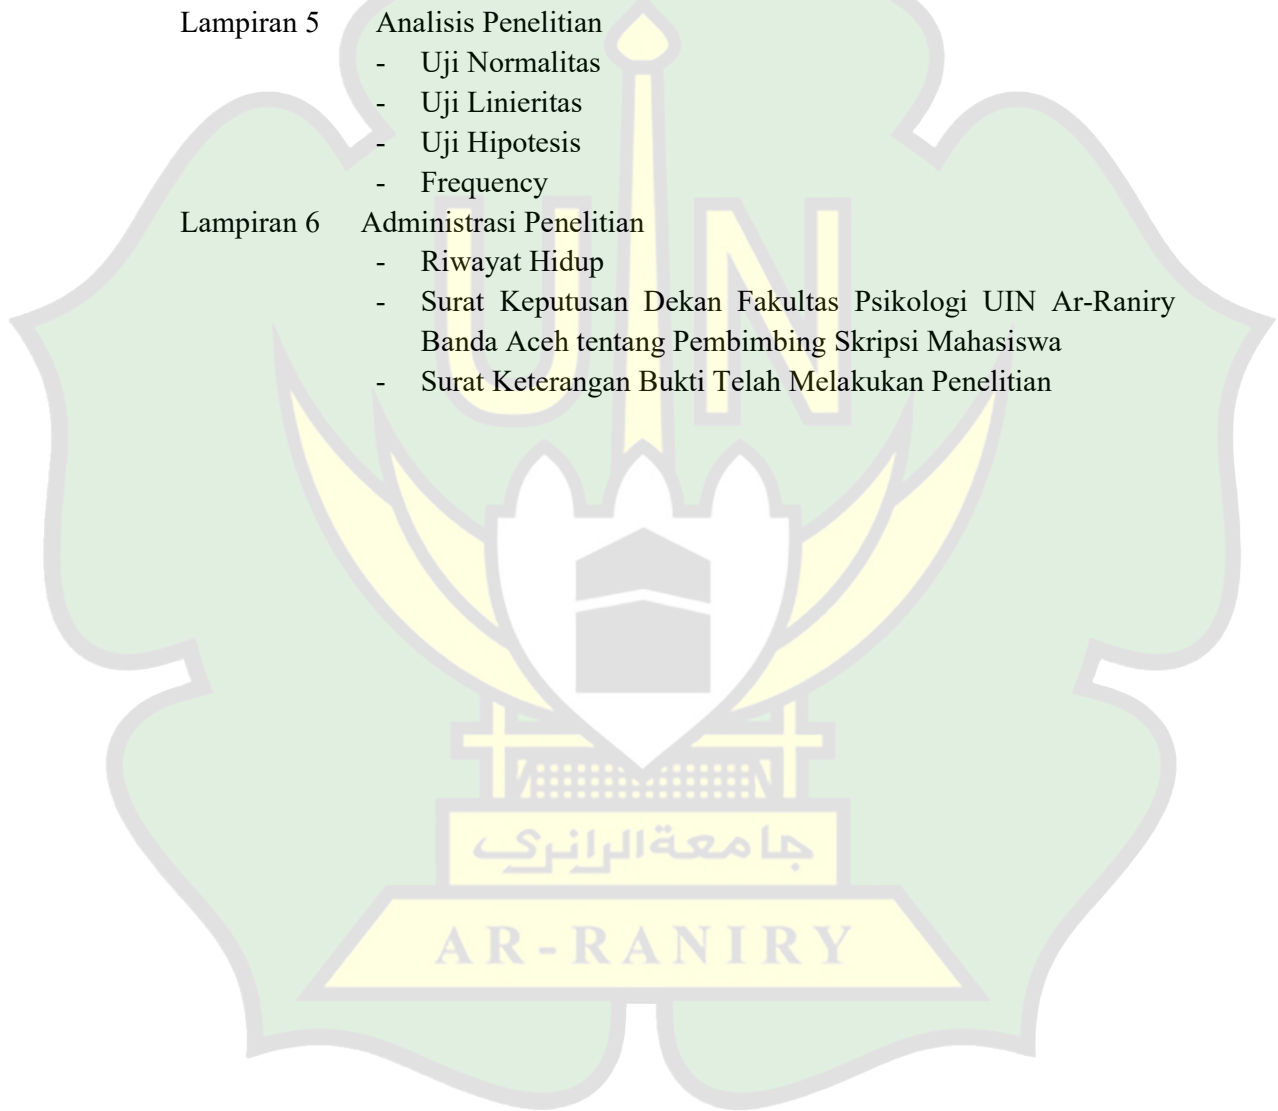 Lampiran 5 Analisis Penelitian
- Uji Normalitas
- Uji Linieritas
- Uji Hipotesis
- Frequency
Lampiran 6 Administrasi Penelitian
- Riwayat Hidup
- Surat Keputusan Dekan Fakultas Psikologi UIN Ar-Raniry
Banda Aceh tentang Pembimbing Skripsi Mahasiswa
- Surat Keterangan Bukti Telah Melakukan Penelitian
UIN
جامعة الرانري
AR-RANIRY